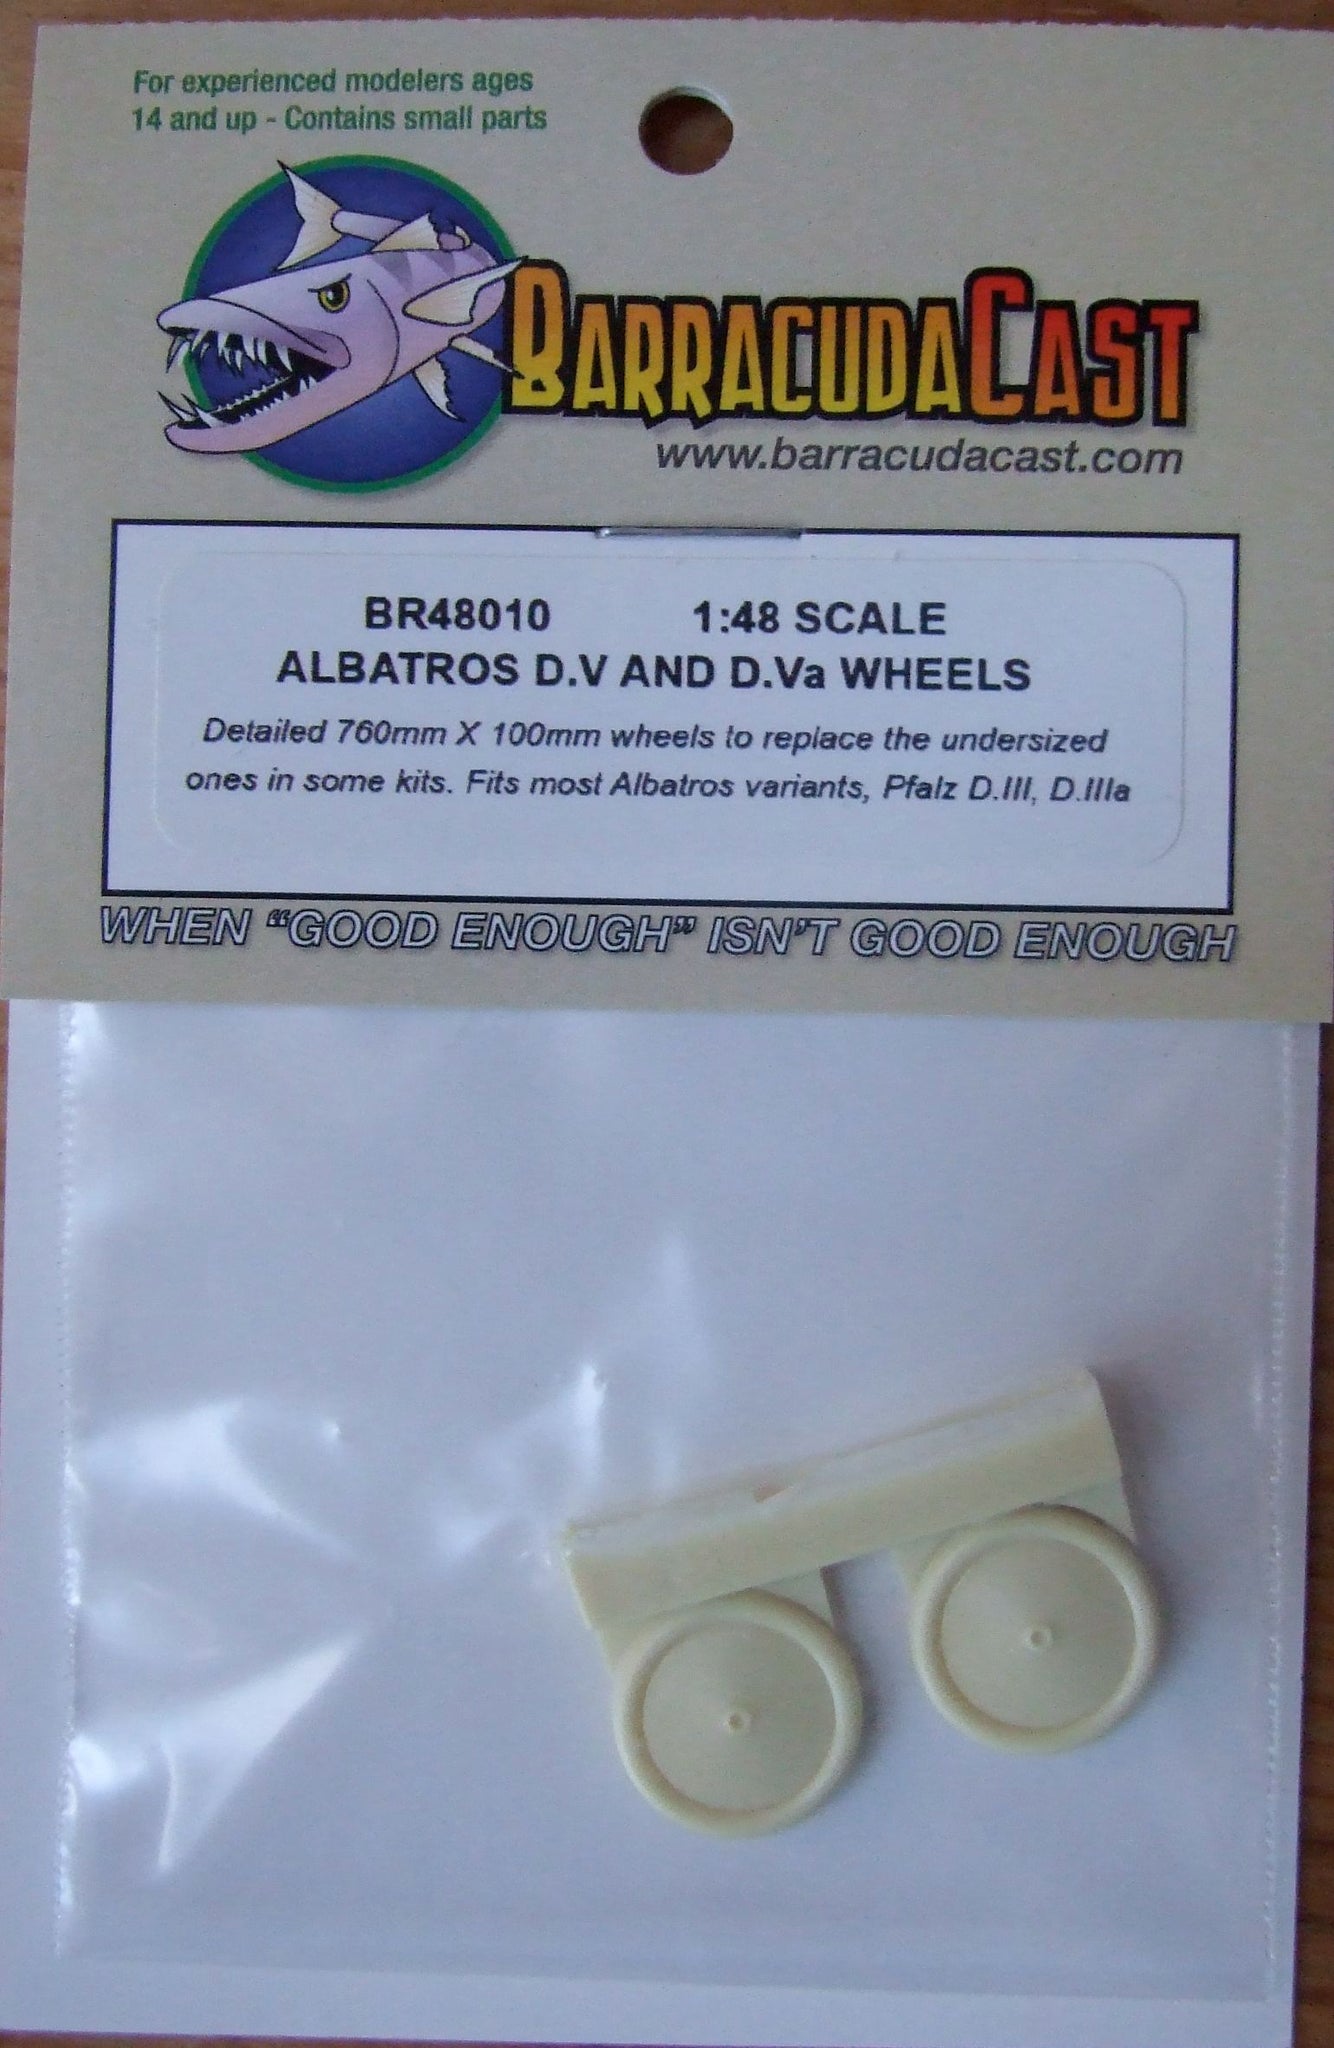 For experienced modelers ages
14 and up - Contains small parts
BARRACUDACAST
www.barracudacast.com
BR48010 1:48 SCALE
ALBATROS D.V AND D.Va WHEELS
Detailed 760mm X 100mm wheels to replace the undersized
ones in some kits. Fits most Albatros variants, Pfalz D.III, D.IIIa
WHEN “GOOD ENOUGH” ISN'T GOOD ENOUGH